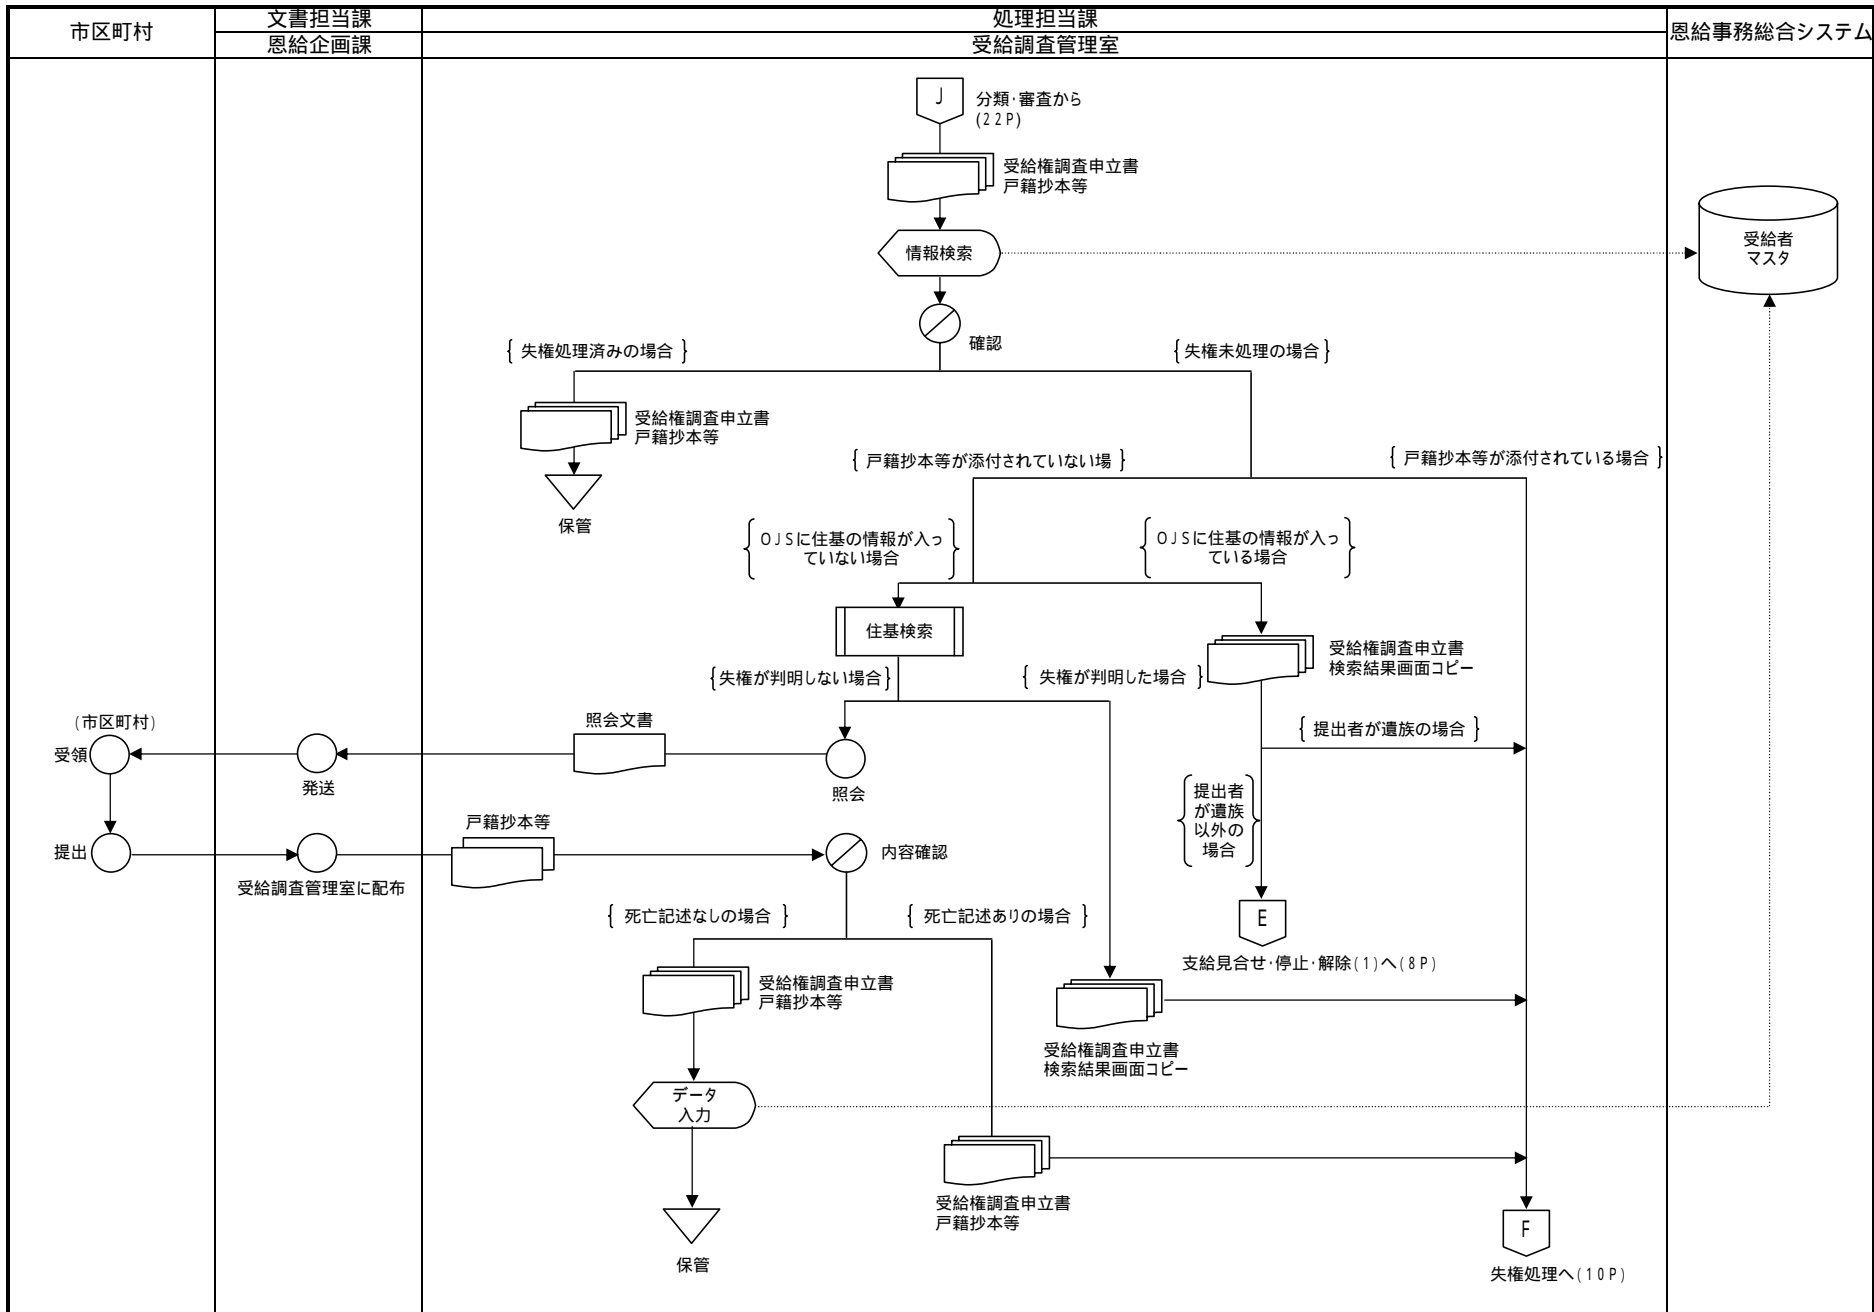 市区町村
文書担当課
恩給企画課
処理担当課
受給調査管理室
恩給事務総合システム
J
分類・審査から
(22P)
受給権調査申立書
戸籍抄本等
情報検索
受給者
マスタ
確認
{ 失権処理済みの場合 }
{ 失権未処理の場合 }
受給権調査申立書
戸籍抄本等
保管
{ 戸籍抄本等が添付されていない場 }
{ 戸籍抄本等が添付されている場合 }
OJSに住基の情報が入っ
ていない場合
OJSに住基の情報が入っ
ている場合
住基検索
受給権調査申立書
検索結果画面コピー
{ 失権が判明しない場合 }
{ 失権が判明した場合 }
(市区町村)
受領
発送
照会文書
照会
{ 提出者が遺族の場合 }
提出者
が遺族
以外の
場合
提出
受給調査管理室に配布
戸籍抄本等
内容確認
{ 死亡記述なしの場合 }
{ 死亡記述ありの場合 }
E
支給見合せ・停止・解除(1)へ(8P)
受給権調査申立書
戸籍抄本等
受給権調査申立書
検索結果画面コピー
データ
入力
受給権調査申立書
戸籍抄本等
保管
F
失権処理へ(10P)